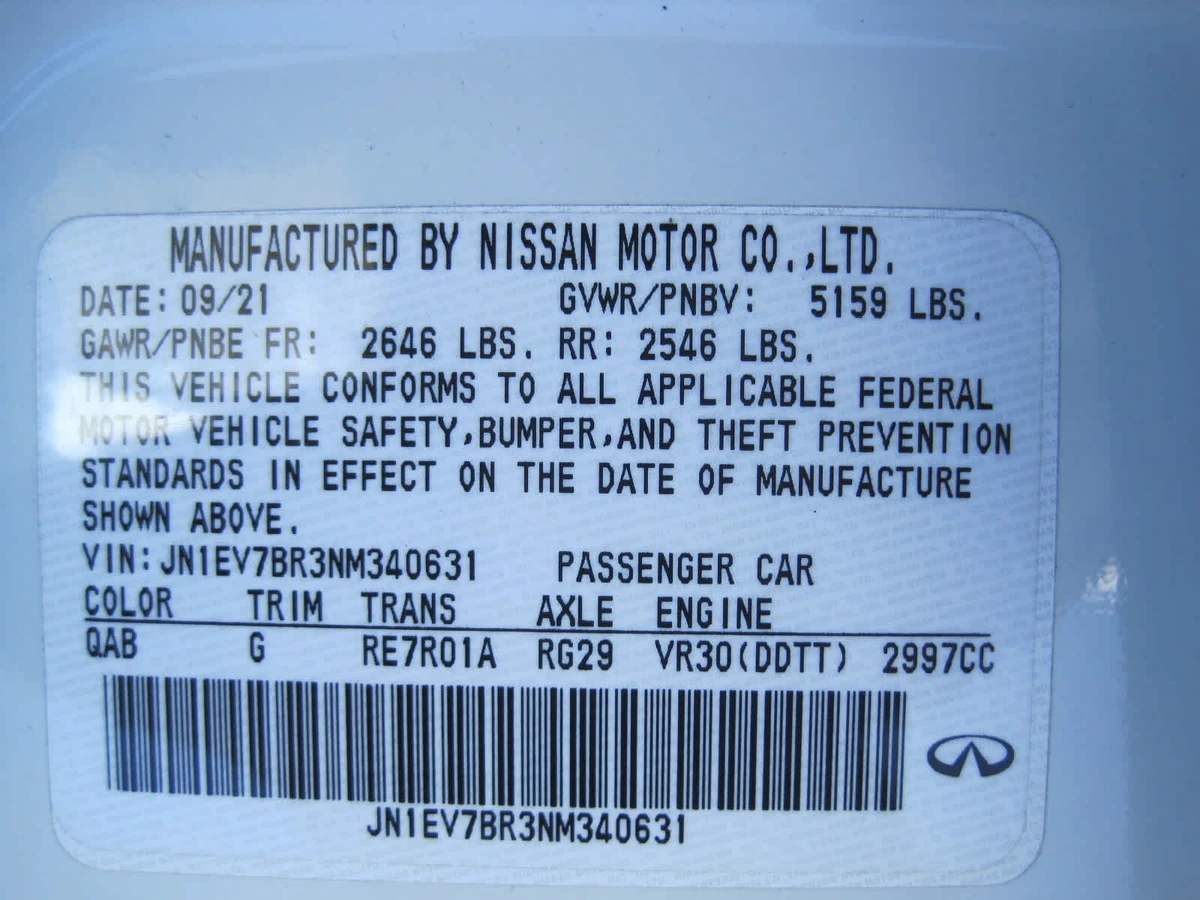 MANUFACTURED BY NISSAN MOTOR CO.,LTD.
DATE: 09/21 GVWR/PNBV: 5159 LBS.
GAWR/PNBE FR: 2646 LBS. RR: 2546 LBS.
THIS VEHICLE CONFORMS TO ALL APPLICABLE FEDERAL
MOTOR VEHICLE SAFETY,BUMPER,AND THEFT PREVENTION
STANDARDS IN EFFECT ON THE DATE OF MANUFACTURE
SHOWN ABOVE.
VIN:JN1EV7BR3NM340631 PASSENGER CAR
COLOR TRIM TRANS AXLE ENGINE
QAB G RE7R01A RG29 VR30(DDTT) 2997CC
JN1EV7BR3NM340631